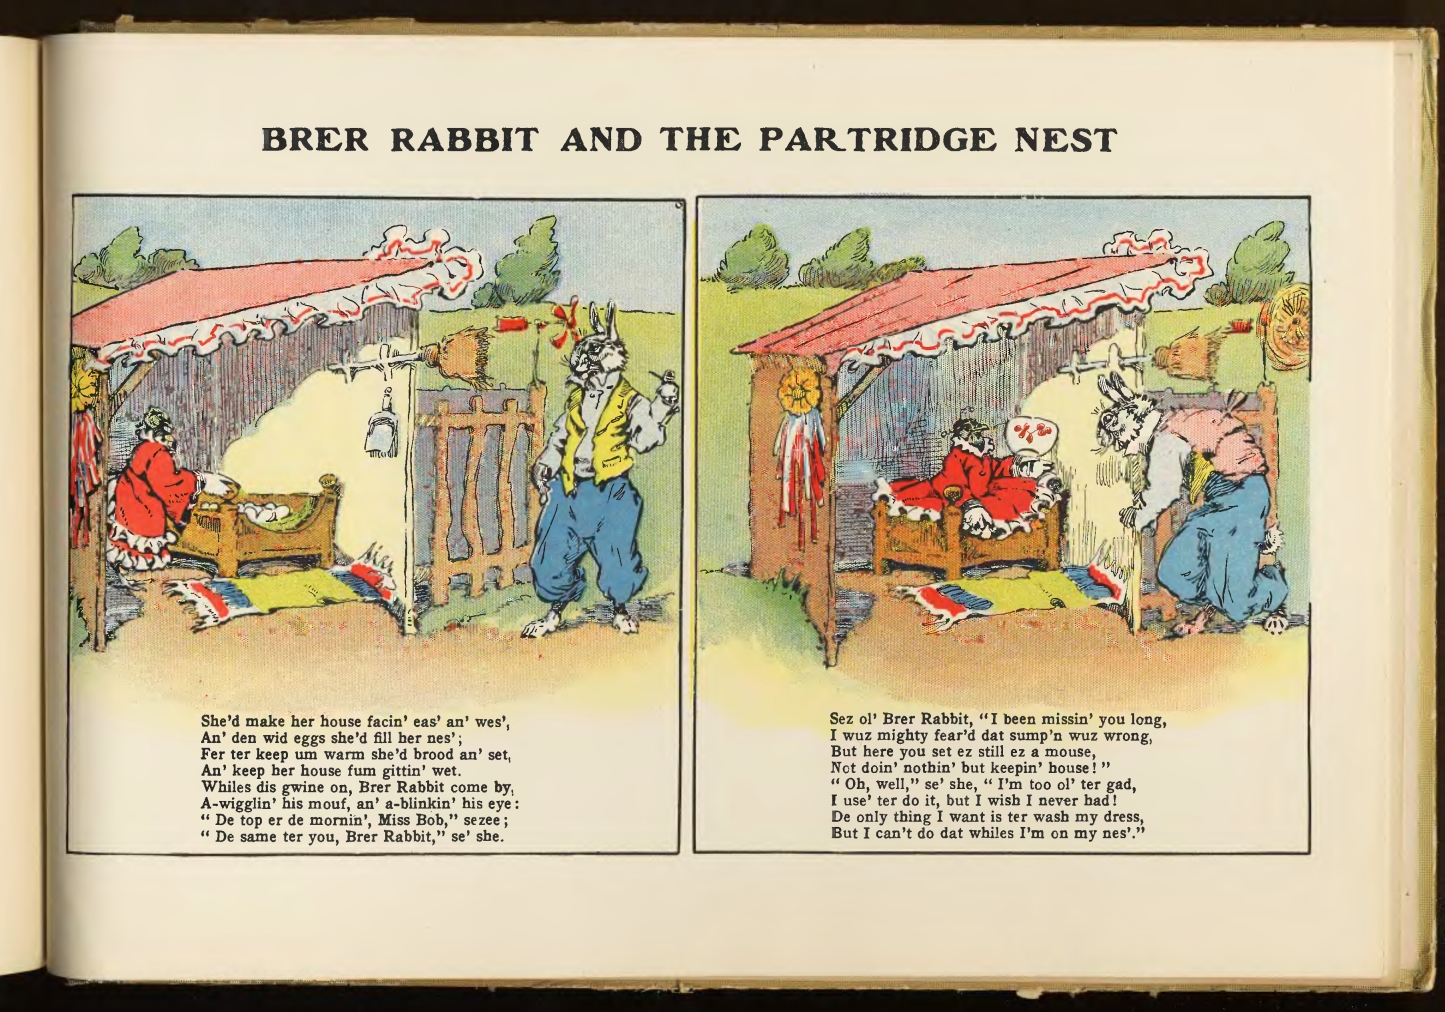 BRER RABBIT AND THE PARTRIDGE NEST
She'd make her house facin' eas' an' wes',
An' den wid eggs she'd fill her nes';
Fer ter keep um warm she'd brood an' set,
An' keep her house fum gittin' wet.
Whiles dis gwine on, Brer Rabbit come by,
A-wigglin' his mouf, an' a-blinkin' his eye:
“ De top er de mornin', Miss Bob,” sezee;
“ De same ter you, Brer Rabbit,” se' she.
Sez ol' Brer Rabbit, “I been missin' you long,
I wuz mighty fear'd dat sump'n wuz wrong,
But here you set ez still ez a mouse,
Not doin' nothin' but keepin' house! ”
“ Oh, well,” se' she, “ I'm too ol' ter gad,
I use' ter do it, but I wish I never had!
De only thing I want is ter wash my dress,
But I can't do dat whiles I'm on my nes'.”